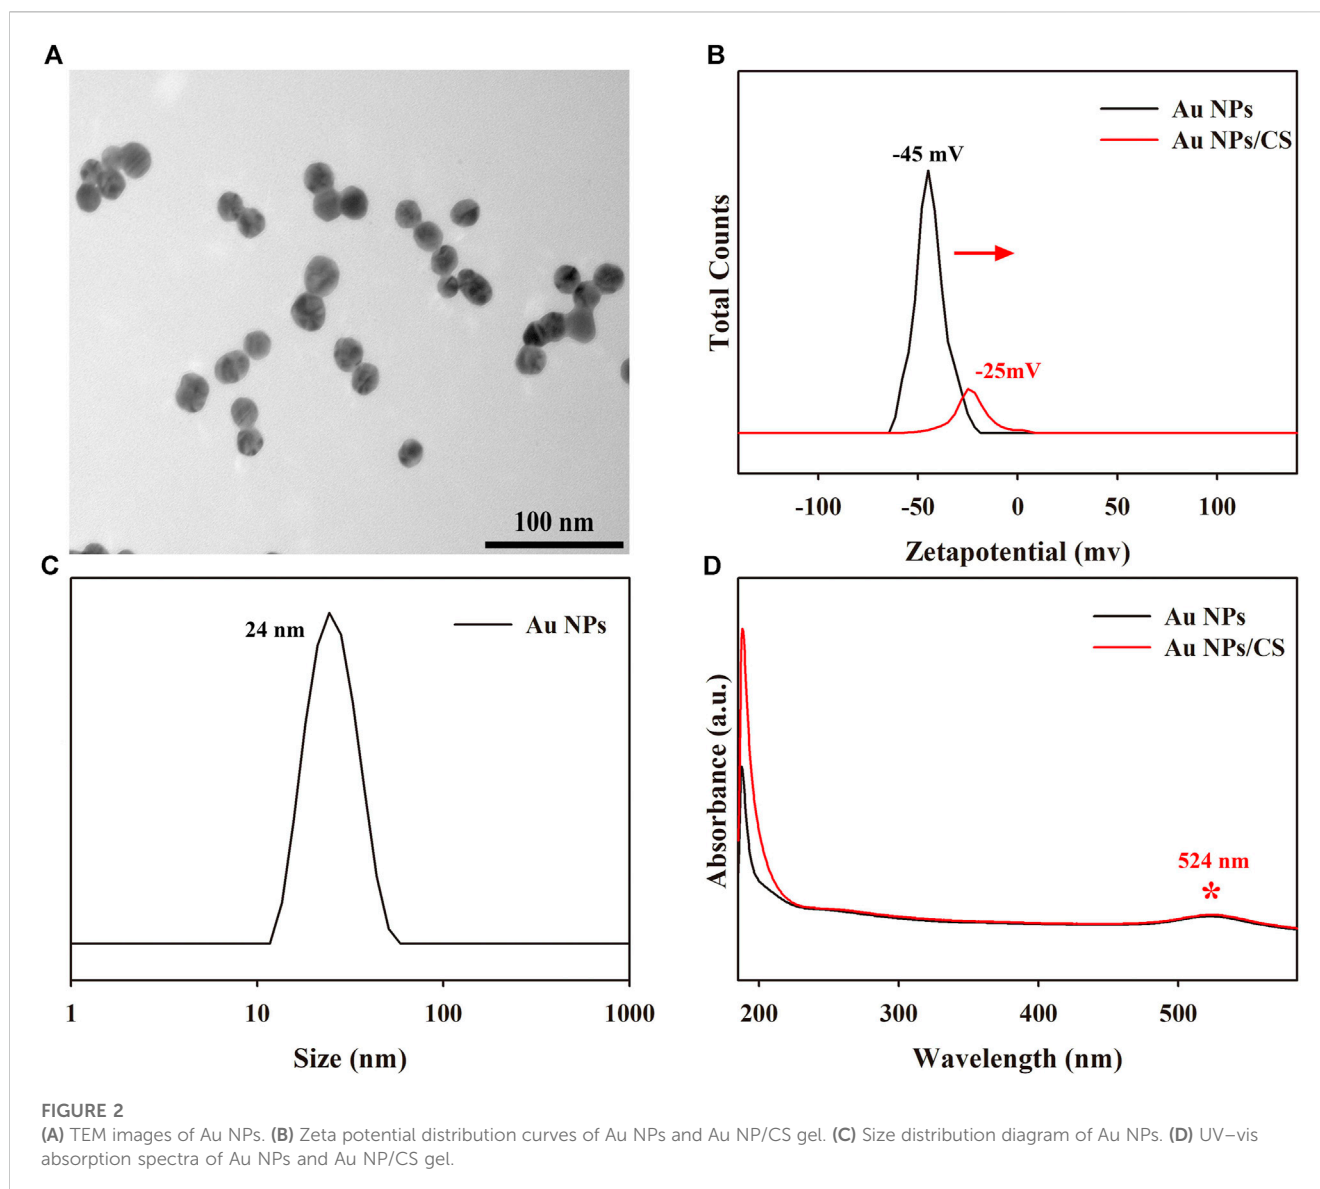 A
100 nm
B
Au NPs
Au NPs/CS
-45 mV
-25mV
Total Counts
-100 -50 0 50 100
Zetapotential (mv)
C
24 nm
Au NPs
1 10 100 1000
Size (nm)
D
Au NPs
Au NPs/CS
524 nm
*
Absorbance (a.u.)
200 300 400 500
Wavelength (nm)
FIGURE 2
(A) TEM images of Au NPs. (B) Zeta potential distribution curves of Au NPs and Au NP/CS gel. (C) Size distribution diagram of Au NPs. (D) UV–vis
absorption spectra of Au NPs and Au NP/CS gel.